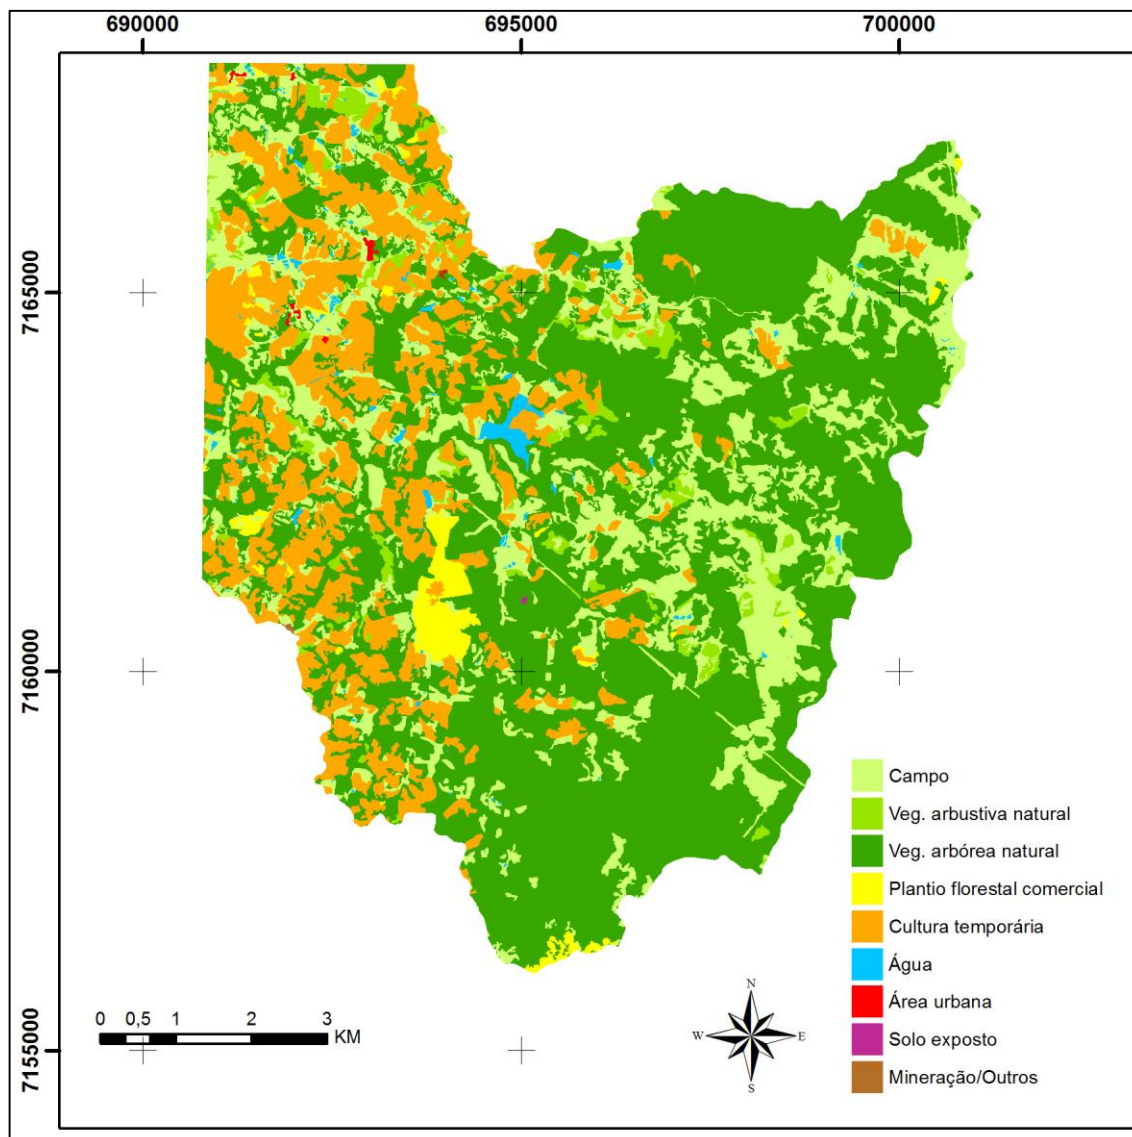 690000 695000 700000
7165000
7160000
7155000
Campo
Veg. arbustiva natural
Veg. arbórea natural
Plantio florestal comercial
Cultura temporária
Água
Área urbana
Solo exposto
Mineração/Outros
0 0,5 1 2 3
KM
N
W E
S